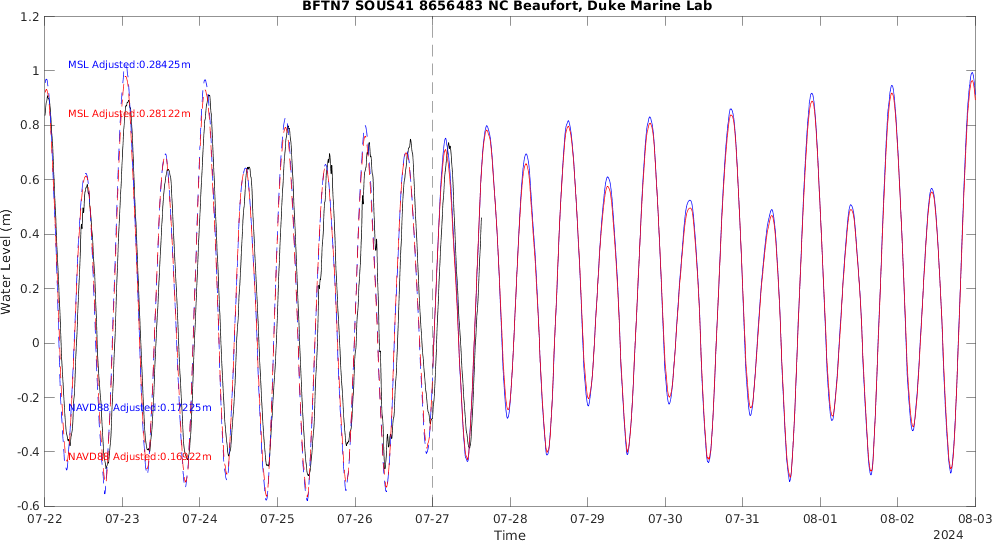 BFTN7 SOUS41 8656483 NC Beaufort, Duke Marine Lab
1.2
1
0.8
0.6
0.4
0.2
0
-0.2
-0.4
-0.6
Water Level (m)
MSL Adjusted:0.28425m
MSL Adjusted:0.28122m
NAVD88 Adjusted:0.17225m
NAVD88 Adjusted:0.16922m
07-22 07-23 07-24 07-25 07-26 07-27 07-28 07-29 07-30 07-31 08-01 08-02 08-03
Time
2024